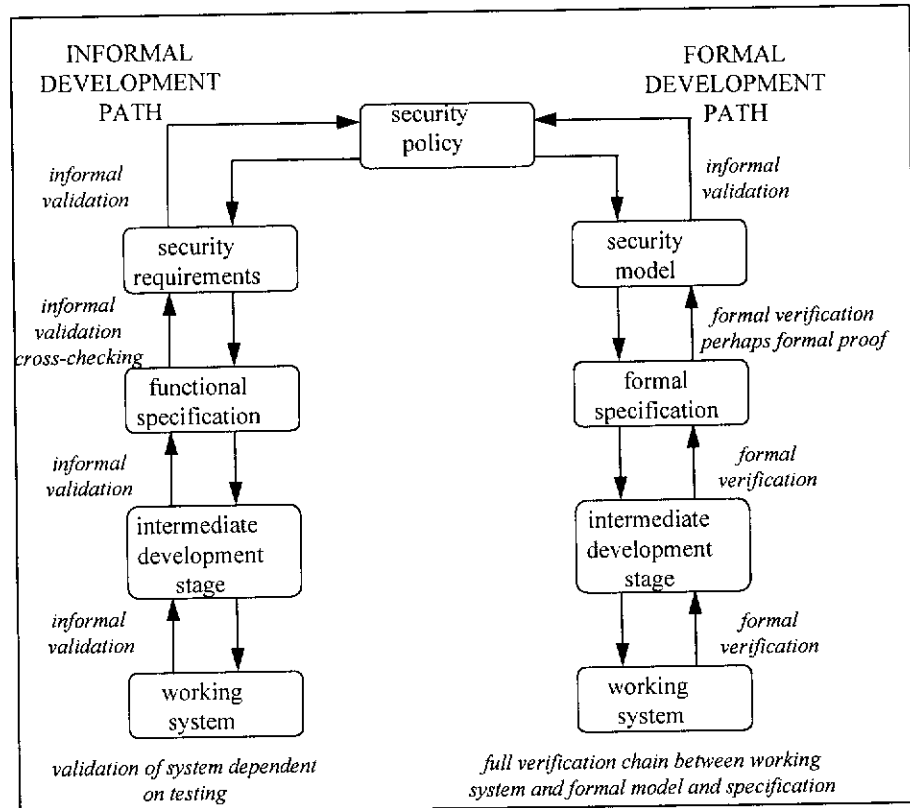 INFORMAL
DEVELOPMENT
PATH
FORMAL
DEVELOPMENT
PATH
security
policy
informal
validation
informal
validation
security
requirements
security
model
informal
validation
cross-checking
formal verification
perhaps formal proof
functional
specification
formal
specification
informal
validation
formal
verification
intermediate
development
stage
intermediate
development
stage
informal
validation
formal
verification
working
system
working
system
validation of system dependent
on testing
full verification chain between working
system and formal model and specification